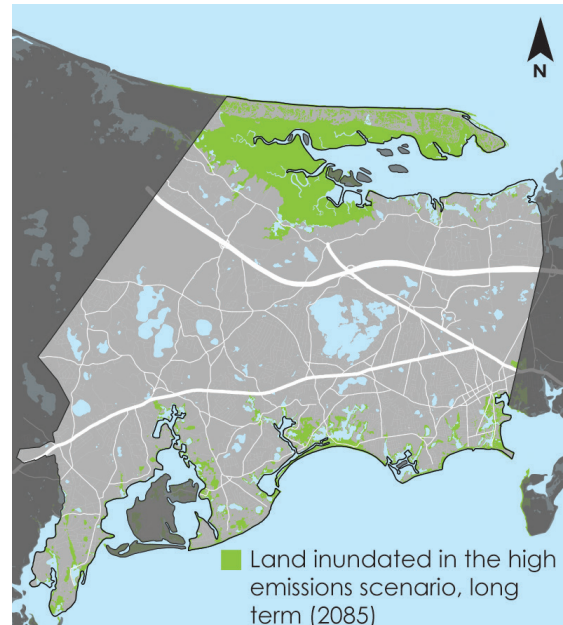 N
Land inundated in the high
emissions scenario, long
term (2085)